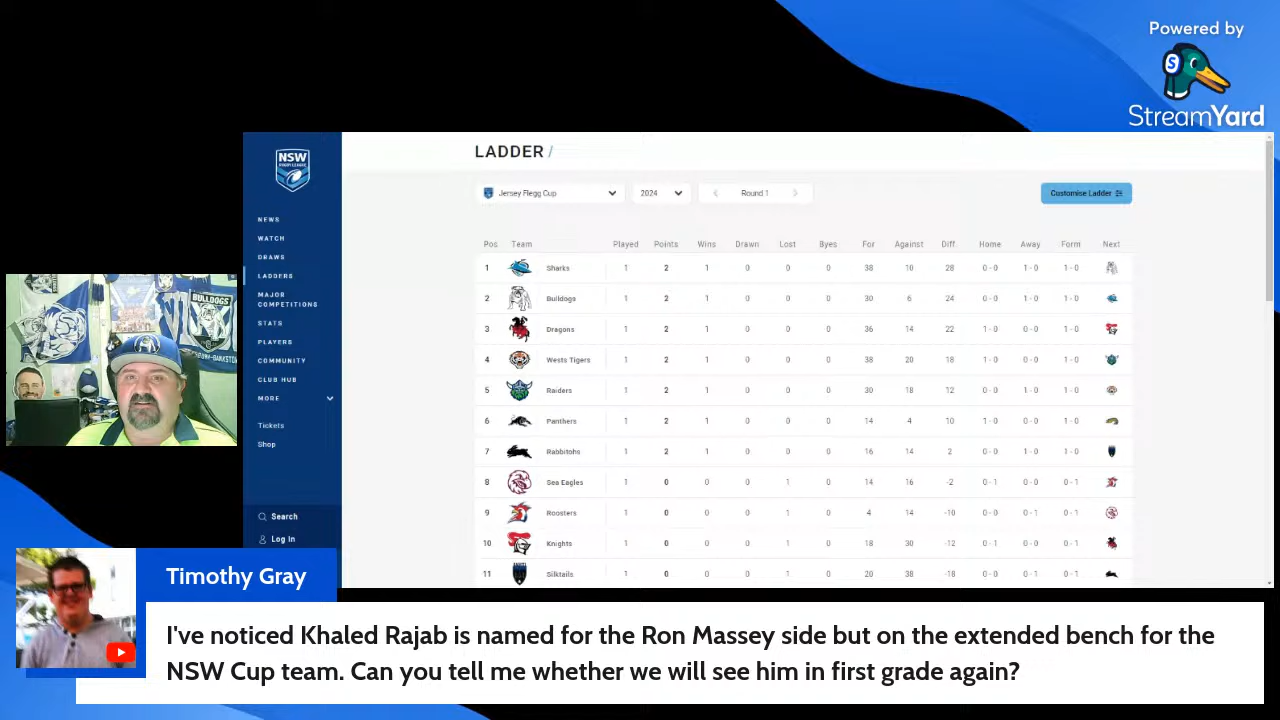 Powered by
StreamYard
NSW
RUGBY LEAGUE
NEWS
WATCH
DRAWS
LADDERS
MAJOR
COMPETITIONS
STATS
PLAYERS
COMMUNITY
CLUB HUB
MORE
Tickets
Shop
Search
Log in
LADDER /
Jersey Flegg Cup 2024 Round 1 Customise Ladder
Pos Team Played Points Wins Drawn Lost Byes For Against Diff Home Away Form Next
1 Sharks 1 2 1 0 0 0 38 10 28 0 - 0 1 - 0 1 - 0
2 Bulldogs 1 2 1 0 0 0 30 6 24 0 - 0 1 - 0 1 - 0
3 Dragons 1 2 1 0 0 0 36 14 22 1 - 0 0 - 0 1 - 0
4 Wests Tigers 1 2 1 0 0 0 38 20 18 1 - 0 0 - 0 1 - 0
5 Raiders 1 2 1 0 0 0 30 18 12 0 - 0 1 - 0 1 - 0
6 Panthers 1 2 1 0 0 0 14 4 10 1 - 0 0 - 0 1 - 0
7 Rabbitohs 1 2 1 0 0 0 16 14 2 0 - 0 1 - 0 1 - 0
8 Sea Eagles 1 0 0 0 1 0 14 16 -2 0 - 1 0 - 0 0 - 1
9 Roosters 1 0 0 0 1 0 4 14 -10 0 - 0 0 - 1 0 - 1
10 Knights 1 0 0 0 1 0 18 30 -12 0 - 1 0 - 0 0 - 1
11 Silktails 1 0 0 0 1 0 20 38 -18 0 - 0 0 - 1 0 - 1
BULLDOGS
Timothy Gray
I've noticed Khaled Rajab is named for the Ron Massey side but on the extended bench for the
NSW Cup team. Can you tell me whether we will see him in first grade again?